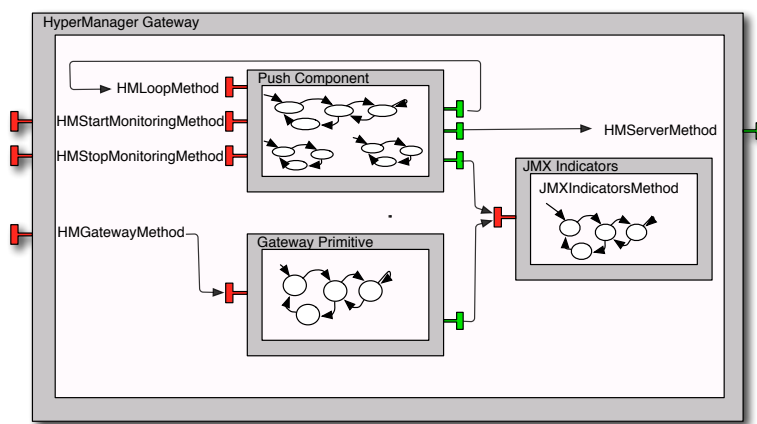 HyperManager Gateway
Push Component
HMLoopMethod
HMStartMonitoringMethod
HMServerMethod
HMStopMonitoringMethod
JMX Indicators
JMXIndicatorsMethod
HMGatewayMethod
Gateway Primitive